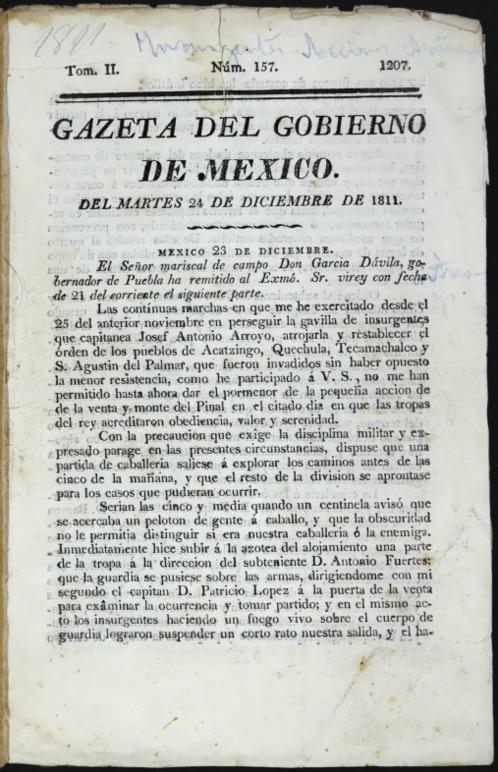 1811
Tom. II. Núm. 157. 1207.
GAZETA DEL GOBIERNO
DE MEXICO.
DEL MARTES 24 DE DICIEMBRE DE 1811.
MEXICO 23 DE DICIEMBRE.
El Señor mariscal de campo Don Garcia Dávila, go-
bernador de Puebla ha remitido al Exmô. Sr. virey con fecha
de 21 del corriente el siguiente parte.
Las contínuas marchas en que me he exercitado desde el
25 del anterior noviembre en perseguir la gavilla de insurgentes
que capitanea Josef Antonio Arroyo, arrojarla y restablecer el
órden de los pueblos de Acatzingo, Quechula, Tecamachalco y
S. Agustin del Palmar, que fueron invadidos sin haber opuesto
la menor resistencia, como he participado á V. S., no me han
permitido hasta ahora dar el pormenor de la pequeña accion de
de la venta y monte del Pinal en el citado dia en que las tropas
del rey acreditaron obediencia, valor y serenidad.
Con la precaucion que exige la disciplina militar y ex-
presado parage en las presentes circunstancias, dispuse que una
partida de caballeria saliese á explorar los caminos antes de las
cinco de la mañana, y que el resto de la division se aprontase
para los casos que pudieran ocurrir.
Serian las cinco y media quando un centinela avisó que
se acercaba un peloton de gente á caballo, y que la obscuridad
no le permitia distinguir si era nuestra caballeria ó la enemiga.
Inmediatamente hice subir á la azotea del alojamiento una parte
de la tropa á la direccion del subteniente D. Antonio Fuertes:
que la guardia se pusiese sobre las armas, dirigiendome con mi
segundo el capitan D. Patricio Lopez á la puerta de la venta
para exâminar la ocurrencia y tomar partido; y en el mismo ac-
to los insurgentes haciendo un fuego vivo sobre el cuerpo de
guardia lograron suspender un corto rato nuestra salida, y el ha-